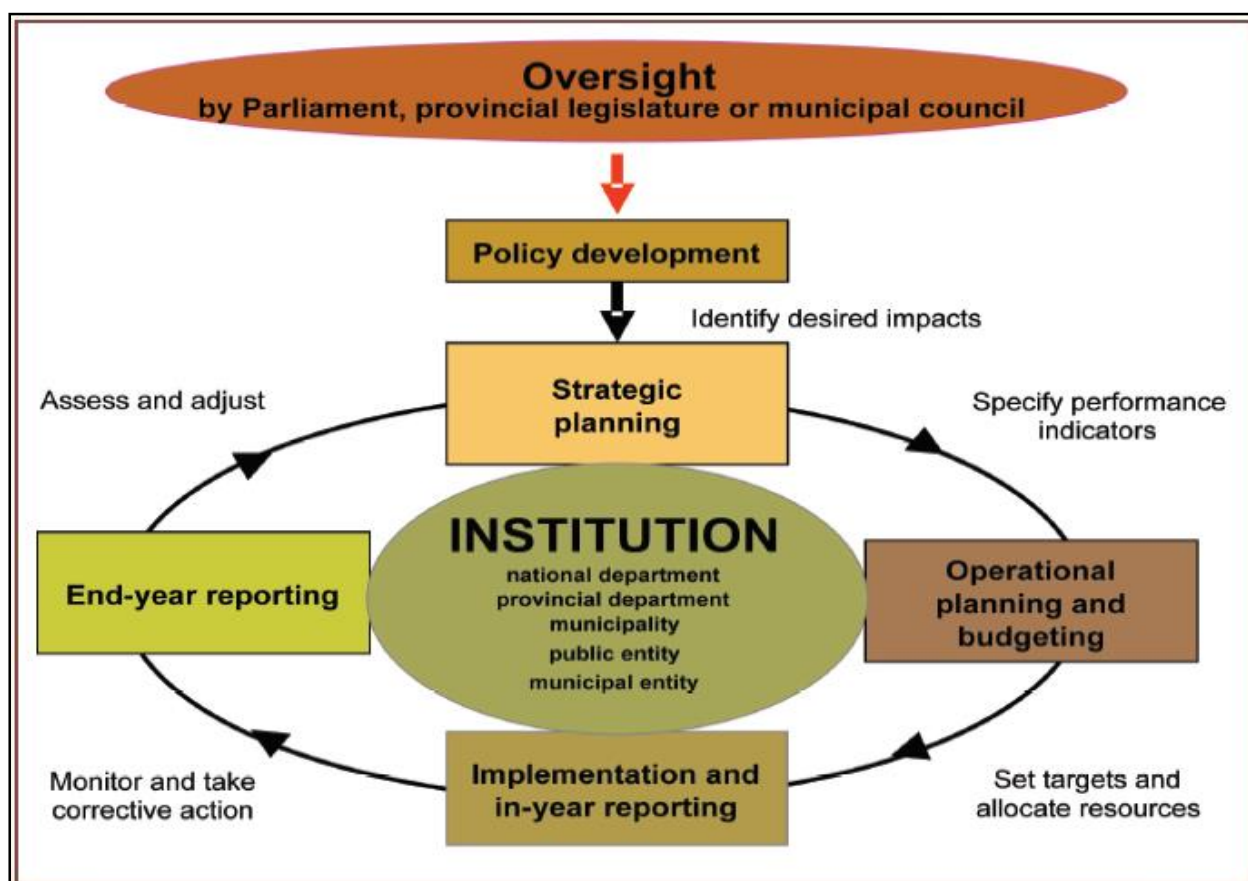 Oversight
by Parliament, provincial legislature or municipal council
Policy development
Identify desired impacts
Strategic
planning
Assess and adjust
Specify performance
indicators
INSTITUTION
national department
provincial department
municipality
public entity
municipal entity
End-year reporting
Operational
planning and
budgeting
Implementation and
in-year reporting
Monitor and take
corrective action
Set targets and
allocate resources